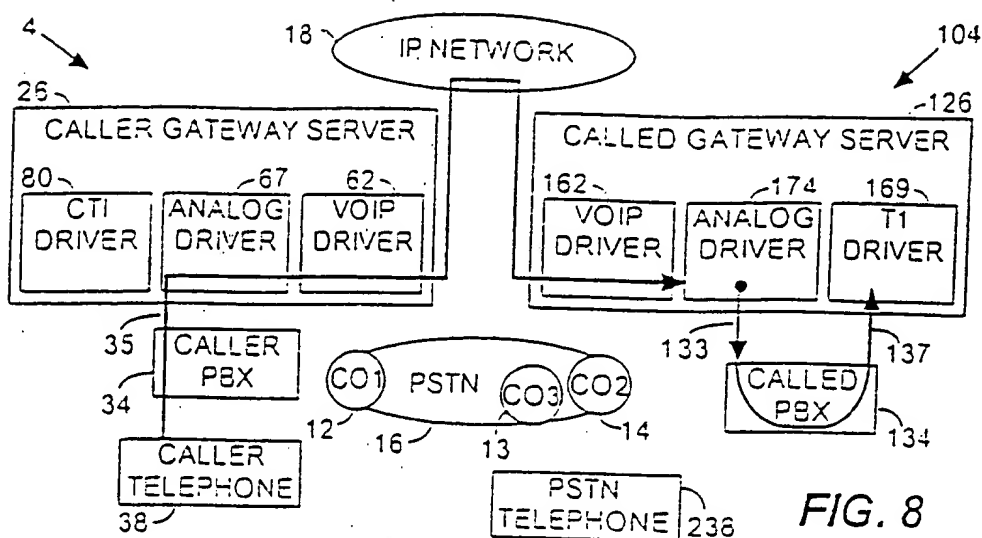 4
18
IP NETWORK
104
26
CALLER GATEWAY SERVER
126
CALLED GATEWAY SERVER
80
CTI
DRIVER
67
ANALOG
DRIVER
62
VOIP
DRIVER
162
VOIP
DRIVER
174
ANALOG
DRIVER
169
T1
DRIVER
35
CALLER
PBX
34
133
137
CALLED
PBX
134
CO1
PSTN
CO3
CO2
12
16
13
14
CALLER
TELEPHONE
38
PSTN
TELEPHONE
238
FIG. 8